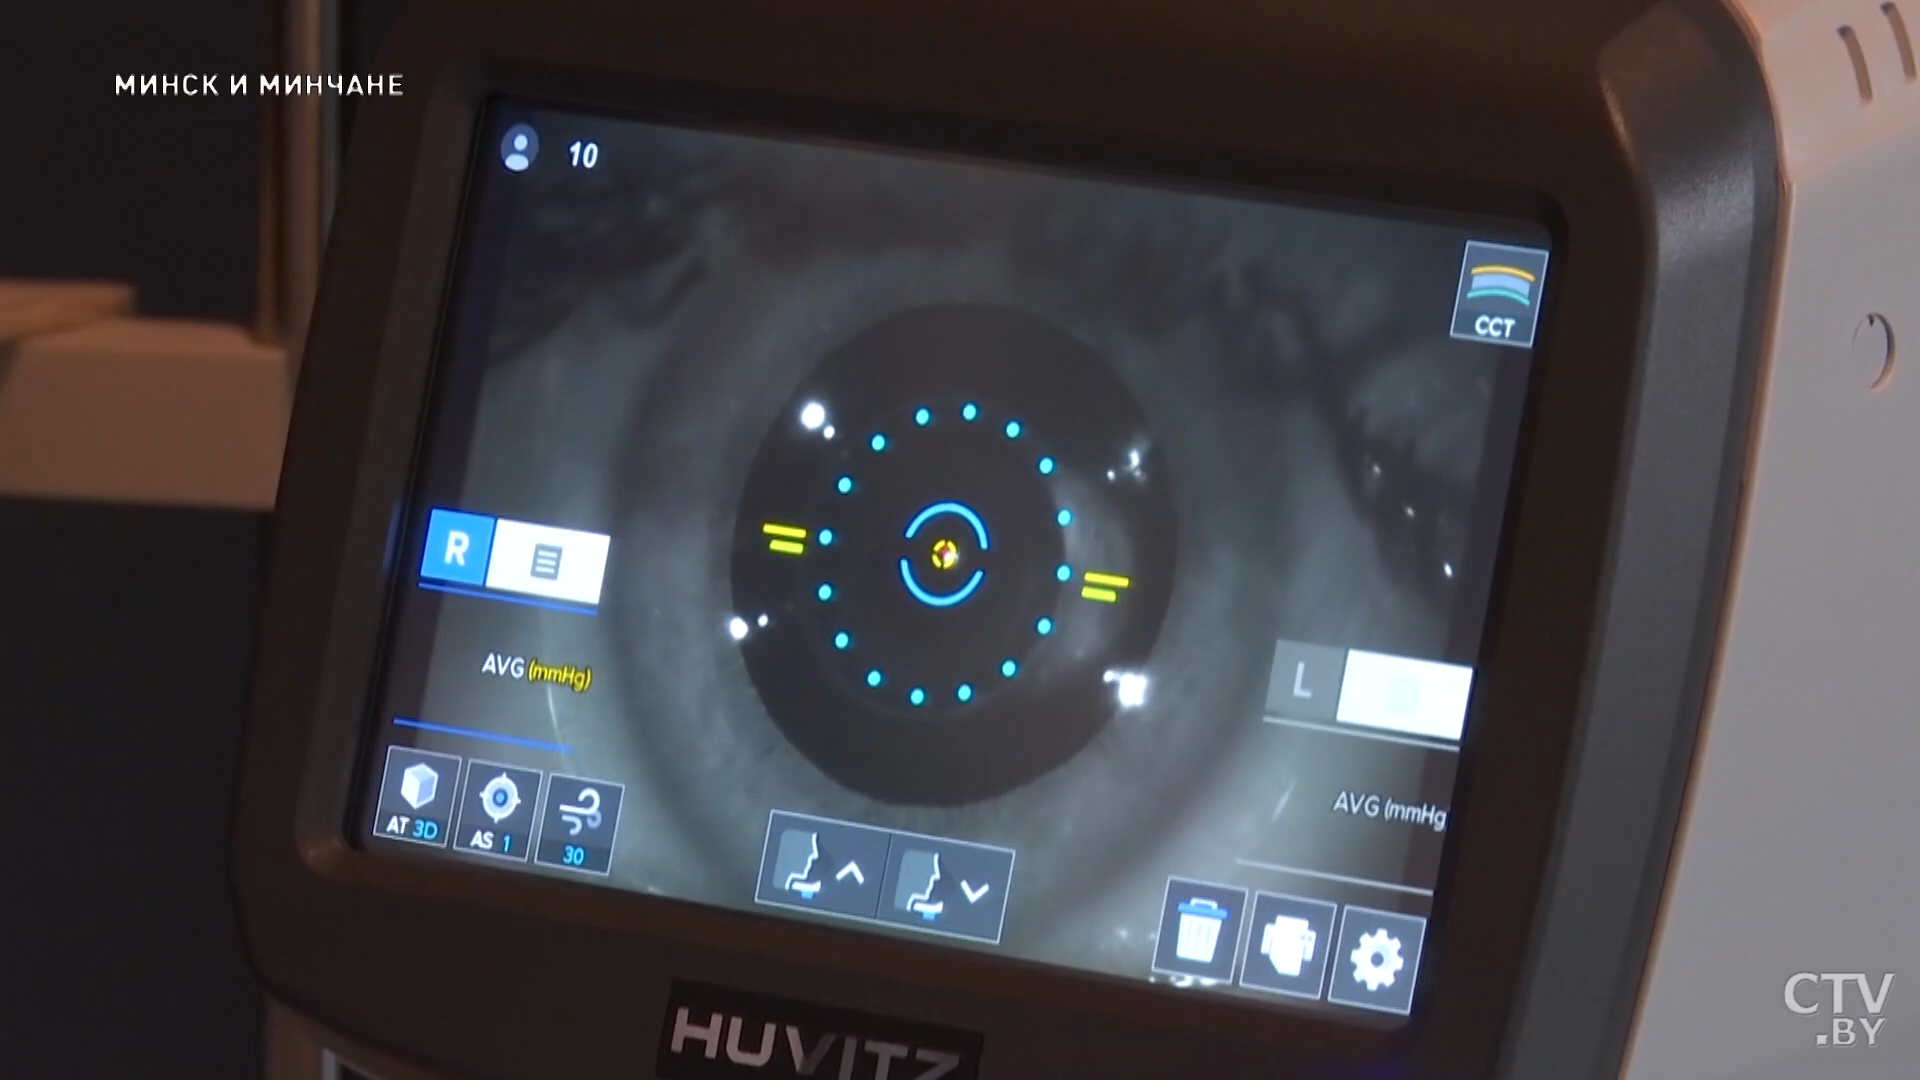 МИНСК И МИНЧАНЕ
10
CCT
R
AVG (mmHg)
L
AVG (mmHg
AT 3D
AS 1
30
HUVITZ
CTV
.BY